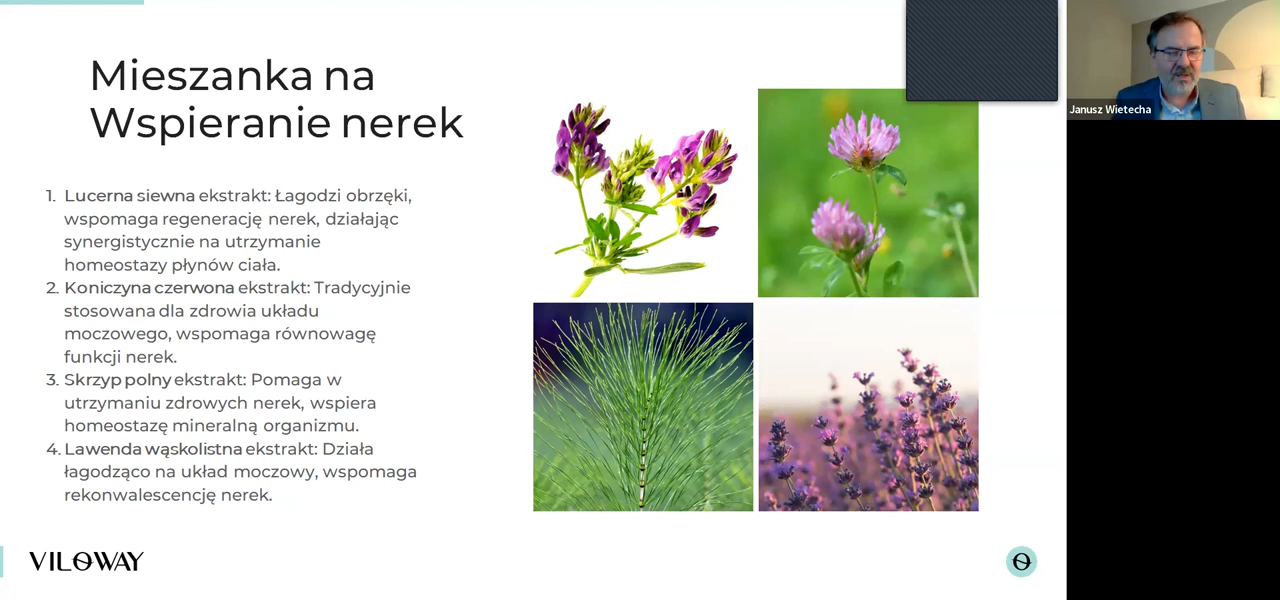 Mieszanka na
Wspieranie nerek
1. Lucerna siewna ekstrakt: Łagodzi obrzęki,
wspomaga regenerację nerek, działając
synergistycznie na utrzymanie
homeostazy płynów ciała.
2. Koniczyna czerwona ekstrakt: Tradycyjnie
stosowana dla zdrowia układu
moczowego, wspomaga równowagę
funkcji nerek.
3. Skrzyp polny ekstrakt: Pomaga w
utrzymaniu zdrowych nerek, wspiera
homeostazę mineralną organizmu.
4. Lawenda wąskolistna ekstrakt: Działa
łagodząco na układ moczowy, wspomaga
rekonwalescencję nerek.
VILOWAY
Janusz Wietecha